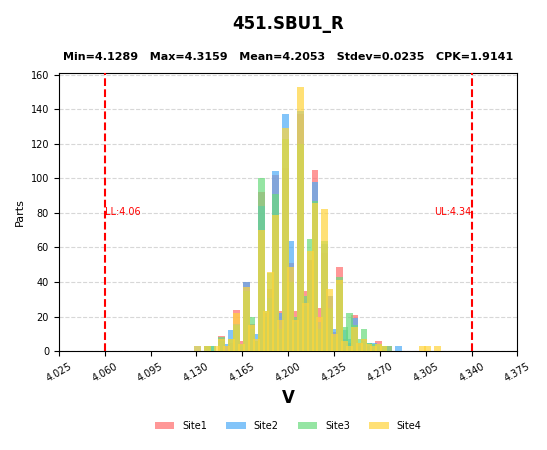 451.SBU1_R
Min=4.1289 Max=4.3159 Mean=4.2053 Stdev=0.0235 CPK=1.9141
160
140
120
100
80
60
40
20
0
Parts
LL:4.06
UL:4.34
4.025 4.060 4.095 4.130 4.165 4.200 4.235 4.270 4.305 4.340 4.375
V
Site1 Site2 Site3 Site4